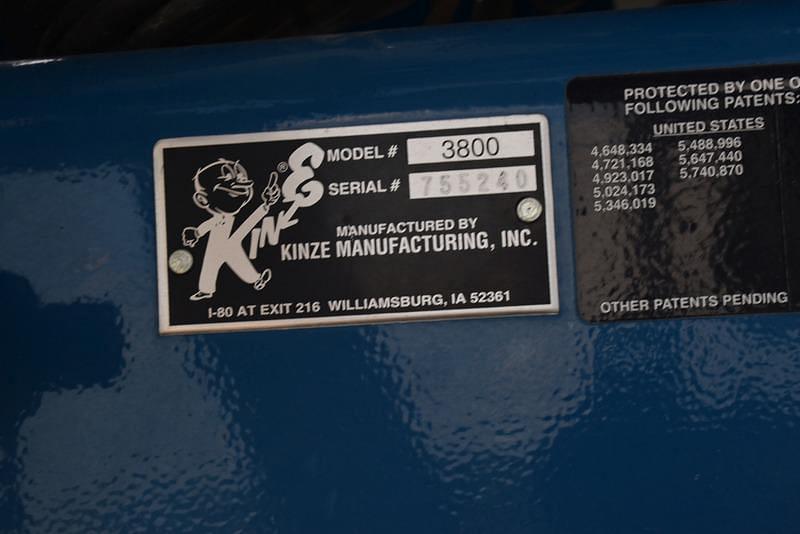 KINZE ®
MODEL # 3800
SERIAL # 755240
MANUFACTURED BY
KINZE MANUFACTURING, INC.
I-80 AT EXIT 216 WILLIAMSBURG, IA 52361
PROTECTED BY ONE O
FOLLOWING PATENTS:
UNITED STATES
4,648,334 5,488,996
4,721,168 5,647,440
4,923,017 5,740,870
5,024,173
5,346,019
OTHER PATENTS PENDING